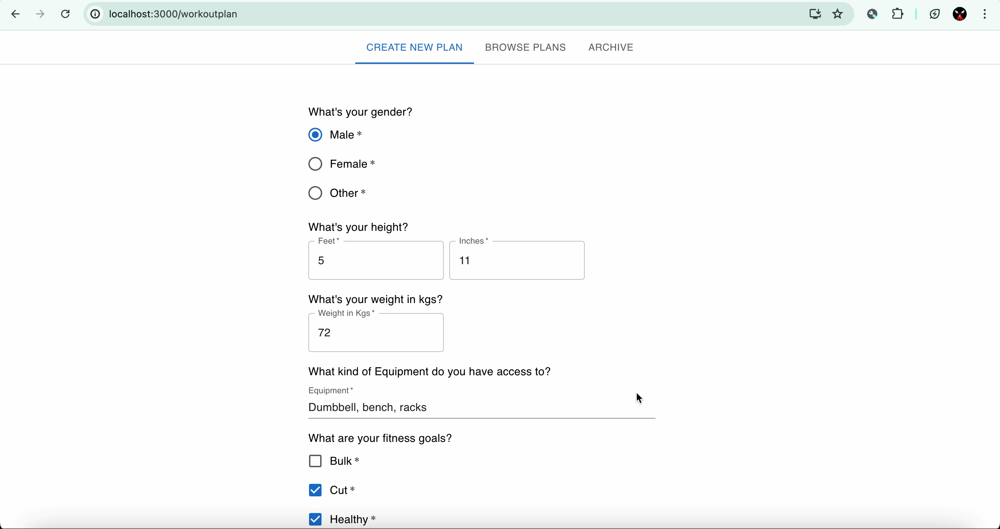 localhost:3000/workoutplan
CREATE NEW PLAN BROWSE PLANS ARCHIVE
What's your gender?
Male *
Female *
Other *
What's your height?
Feet * Inches *
5 11
What's your weight in kgs?
Weight in Kgs *
72
What kind of Equipment do you have access to?
Equipment *
Dumbbell, bench, racks
What are your fitness goals?
Bulk *
Cut *
Healthy *